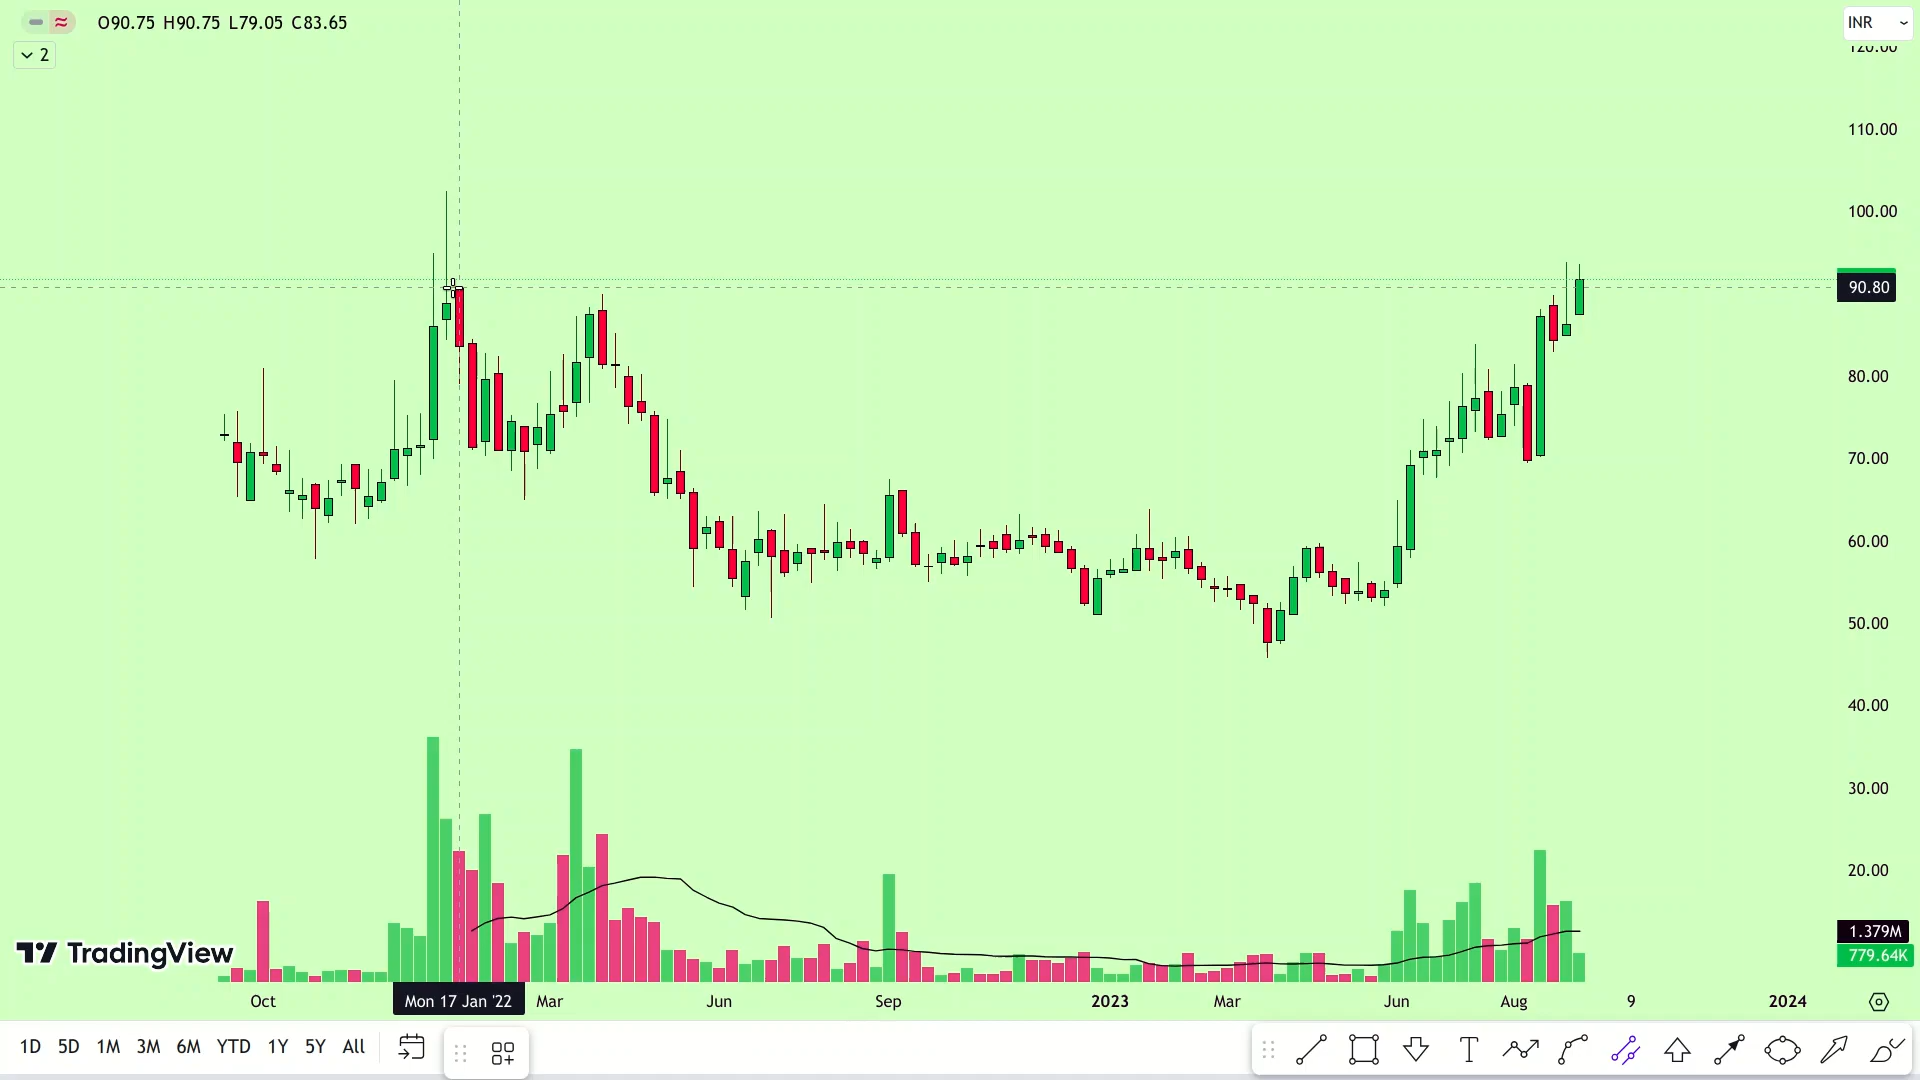 O90.75 H90.75 L79.05 C83.65
INR
2
120.00
110.00
100.00
90.80
80.00
70.00
60.00
50.00
40.00
30.00
20.00
1.379M
779.64K
TradingView
Oct Mon 17 Jan '22 Mar Jun Sep 2023 Mar Jun Aug 9 2024
1D 5D 1M 3M 6M YTD 1Y 5Y All